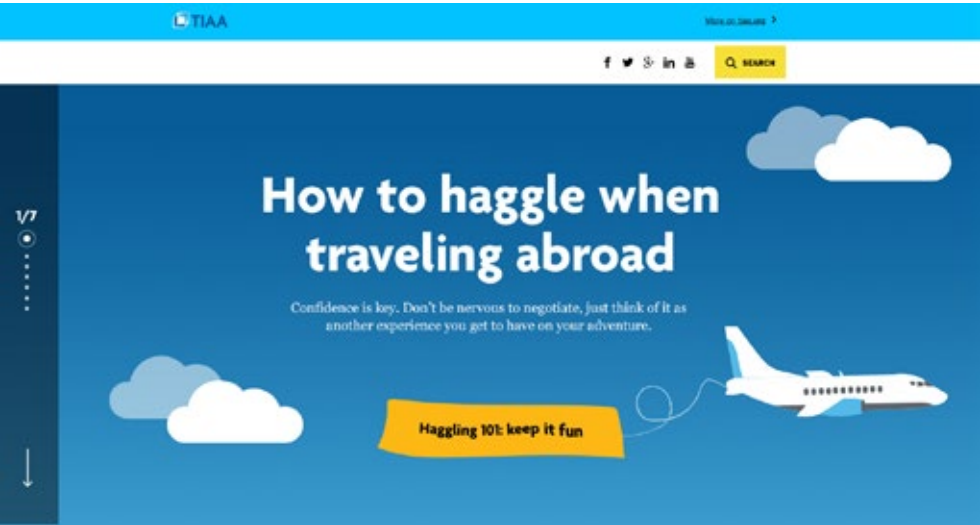 TIAA
SEARCH
1/7
How to haggle when
traveling abroad
Confidence is key. Don't be nervous to negotiate, just think of it as
another experience you get to have on your adventure.
Haggling 101: keep it fun